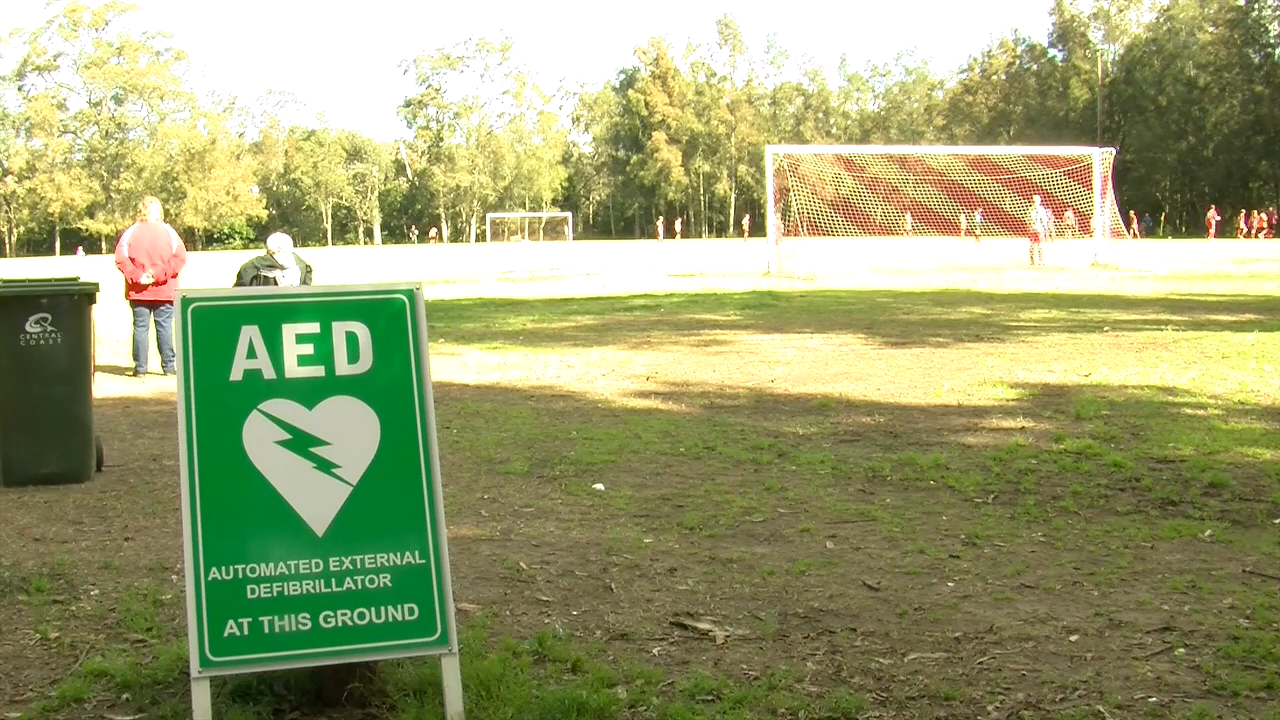 CENTRAL
COAST
AED
AUTOMATED EXTERNAL
DEFIBRILLATOR
AT THIS GROUND